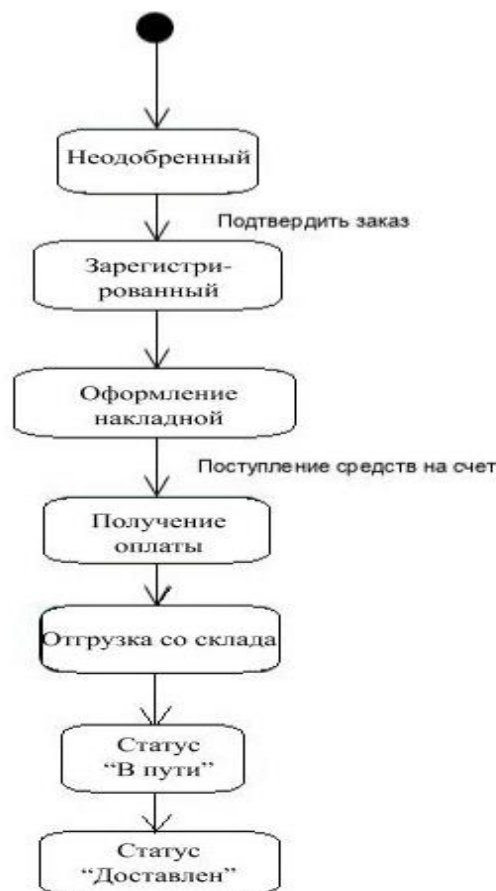 Неодобренный
Подтвердить заказ
Зарегистри-
рованный
Оформление
накладной
Поступление средств на счет
Получение
оплаты
Отгрузка со склада
Статус
“В пути”
Статус
“Доставлен”